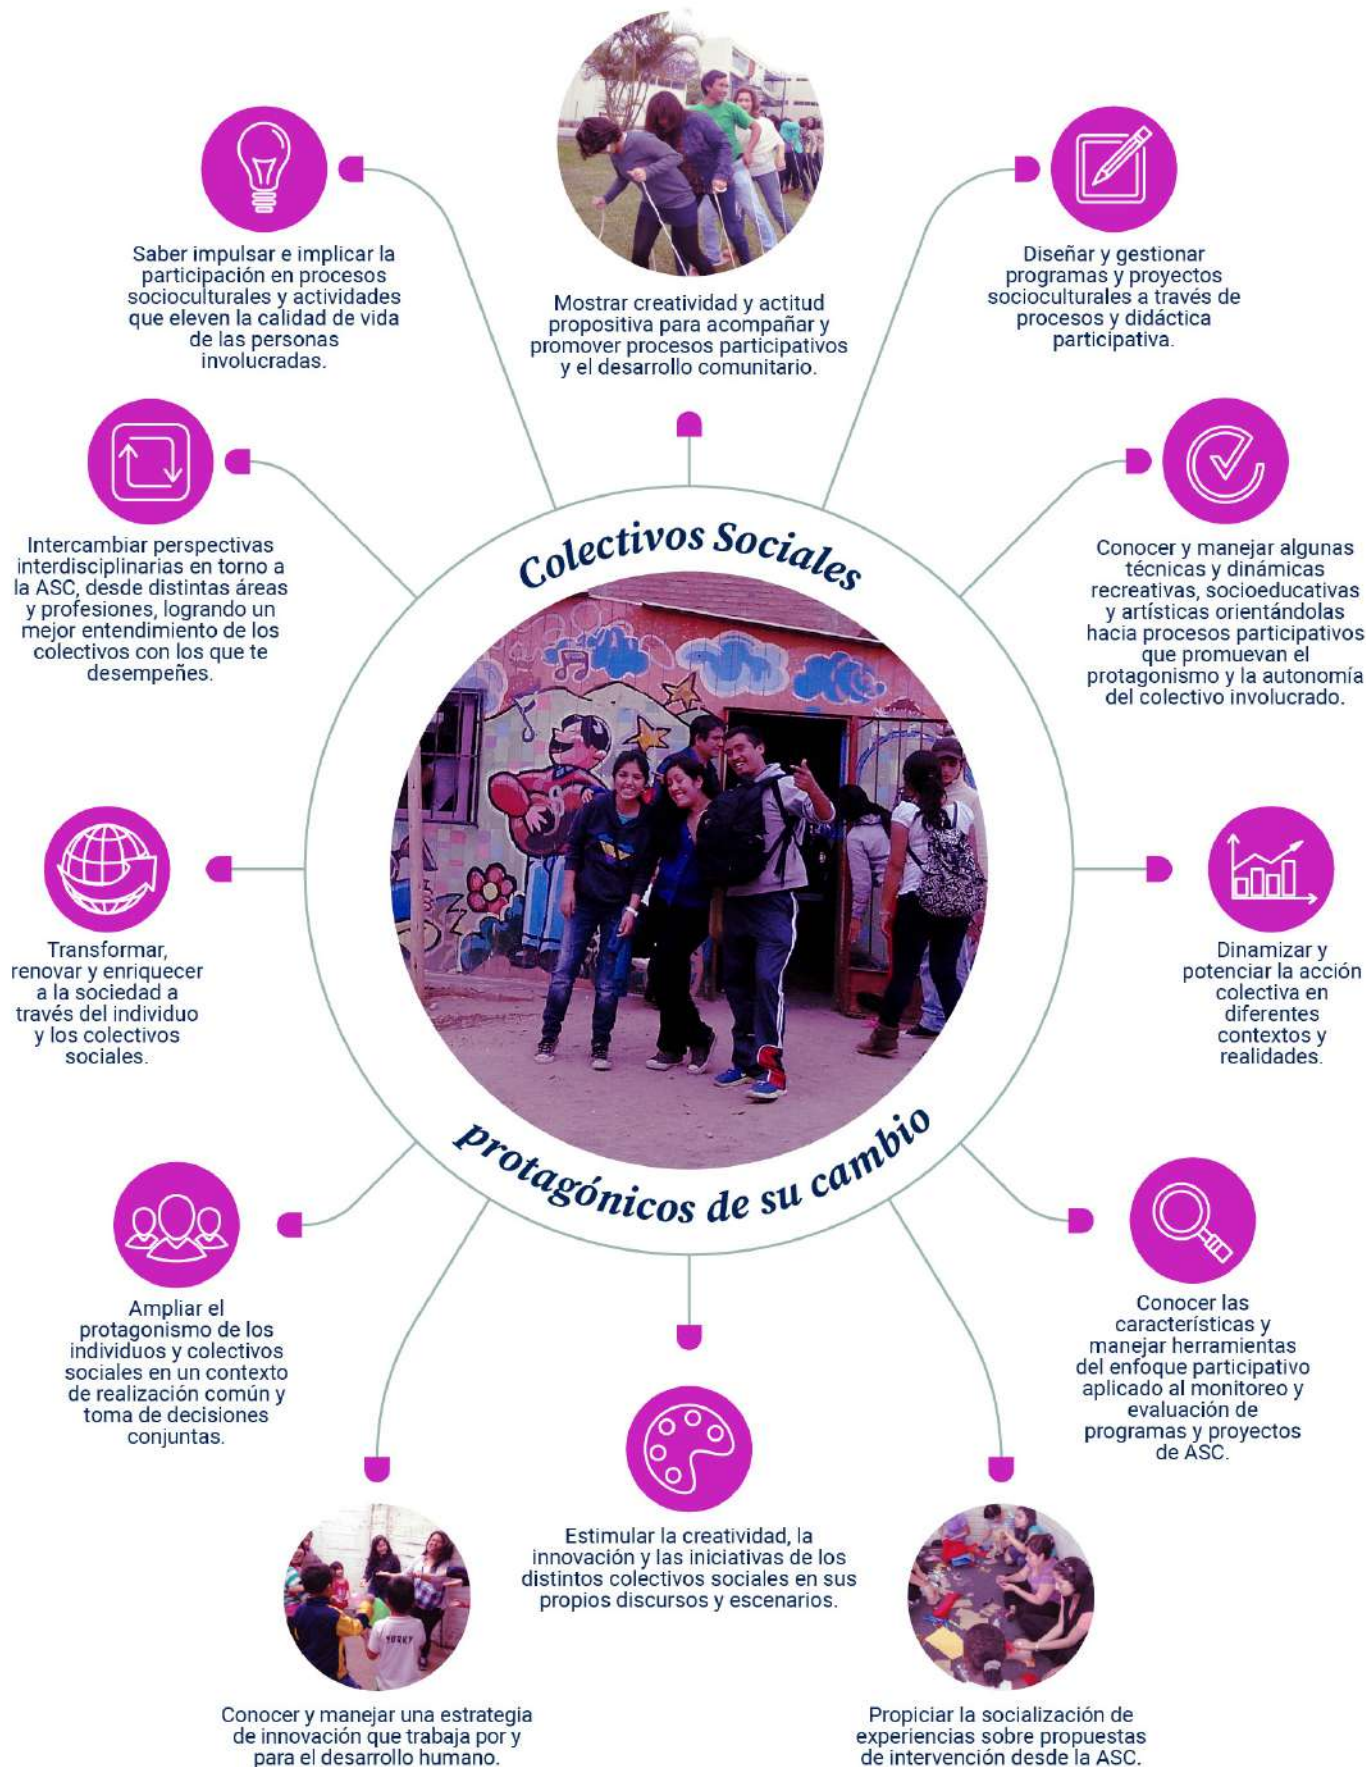 Mostrar creatividad y actitud
propositiva para acompañar y
promover procesos participativos
y el desarrollo comunitario.
Saber impulsar e implicar la
participación en procesos
socioculturales y actividades
que eleven la calidad de vida
de las personas
involucradas.
Diseñar y gestionar
programas y proyectos
socioculturales a través de
procesos y didáctica
participativa.
Intercambiar perspectivas
interdisciplinarias en torno a
la ASC, desde distintas áreas
y profesiones, logrando un
mejor entendimiento de los
colectivos con los que te
desempeñes.
Conocer y manejar algunas
técnicas y dinámicas
recreativas, socioeducativas
y artísticas orientándolas
hacia procesos participativos
que promuevan el
protagonismo y la autonomía
del colectivo involucrado.
Colectivos Sociales
protagónicos de su cambio
Transformar,
renovar y enriquecer
a la sociedad a
través del individuo
y los colectivos
sociales.
Dinamizar y
potenciar la acción
colectiva en
diferentes
contextos y
realidades.
Ampliar el
protagonismo de los
individuos y colectivos
sociales en un contexto
de realización común y
toma de decisiones
conjuntas.
Conocer las
características y
manejar herramientas
del enfoque participativo
aplicado al monitoreo y
evaluación de
programas y proyectos
de ASC.
Estimular la creatividad, la
innovación y las iniciativas de los
distintos colectivos sociales en sus
propios discursos y escenarios.
Conocer y manejar una estrategia
de innovación que trabaja por y
para el desarrollo humano.
Propiciar la socialización de
experiencias sobre propuestas
de intervención desde la ASC.